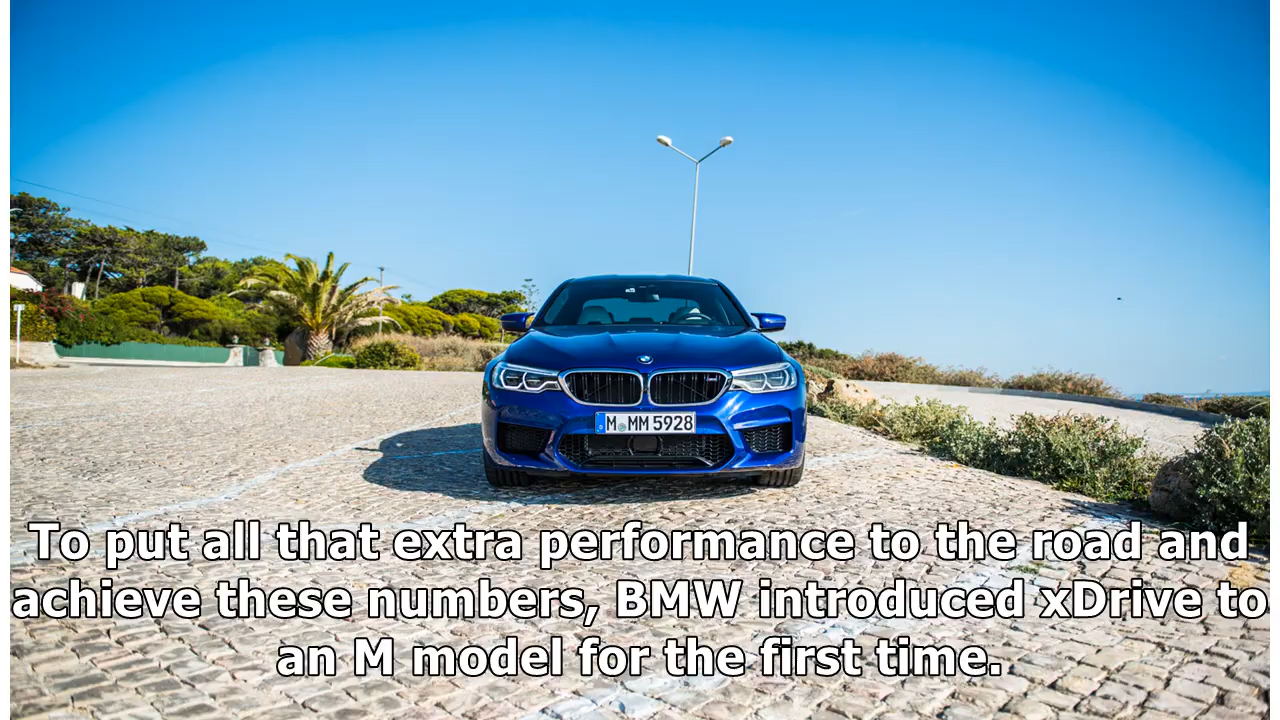 M MM 5928
To put all that extra performance to the road and
achieve these numbers, BMW introduced xDrive to
an M model for the first time.